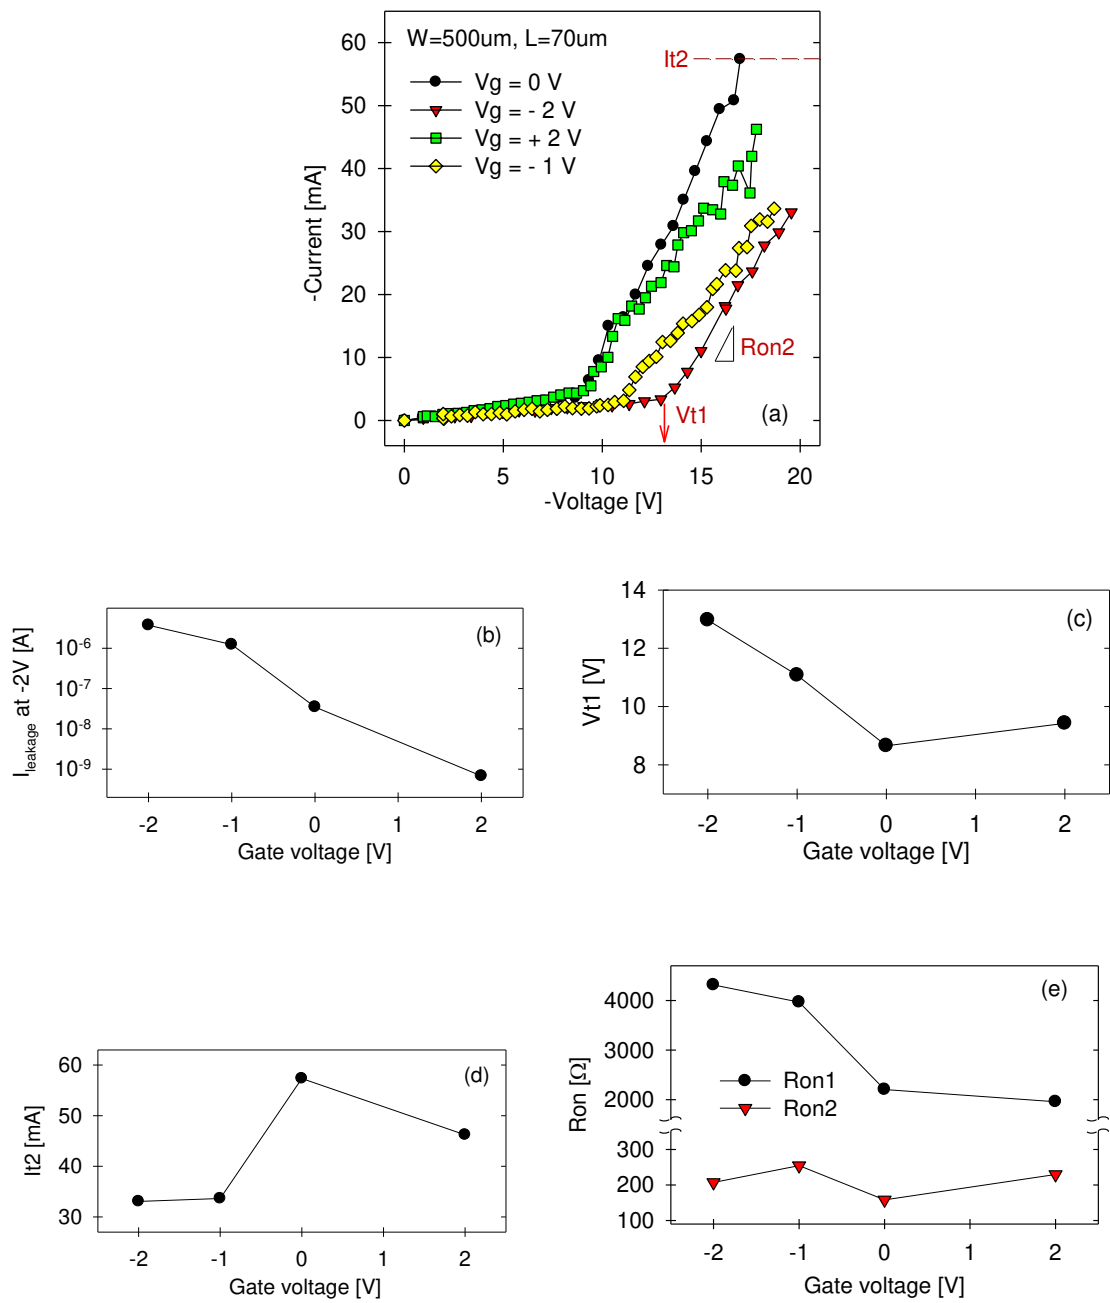 W=500um, L=70um
Vg = 0 V
Vg = - 2 V
Vg = + 2 V
Vg = - 1 V
It2
Ron2
Vt1
(a)
-Current [mA]
60
50
40
30
20
10
0
0 5 10 15 20
-Voltage [V]
(b)
I_leakage at -2V [A]
10^-6
10^-7
10^-8
10^-9
-2 -1 0 1 2
Gate voltage [V]
(c)
Vt1 [V]
14
12
10
8
-2 -1 0 1 2
Gate voltage [V]
(d)
It2 [mA]
60
50
40
30
-2 -1 0 1 2
Gate voltage [V]
(e)
Ron [Ω]
4000
3000
2000
300
200
100
Ron1
Ron2
-2 -1 0 1 2
Gate voltage [V]